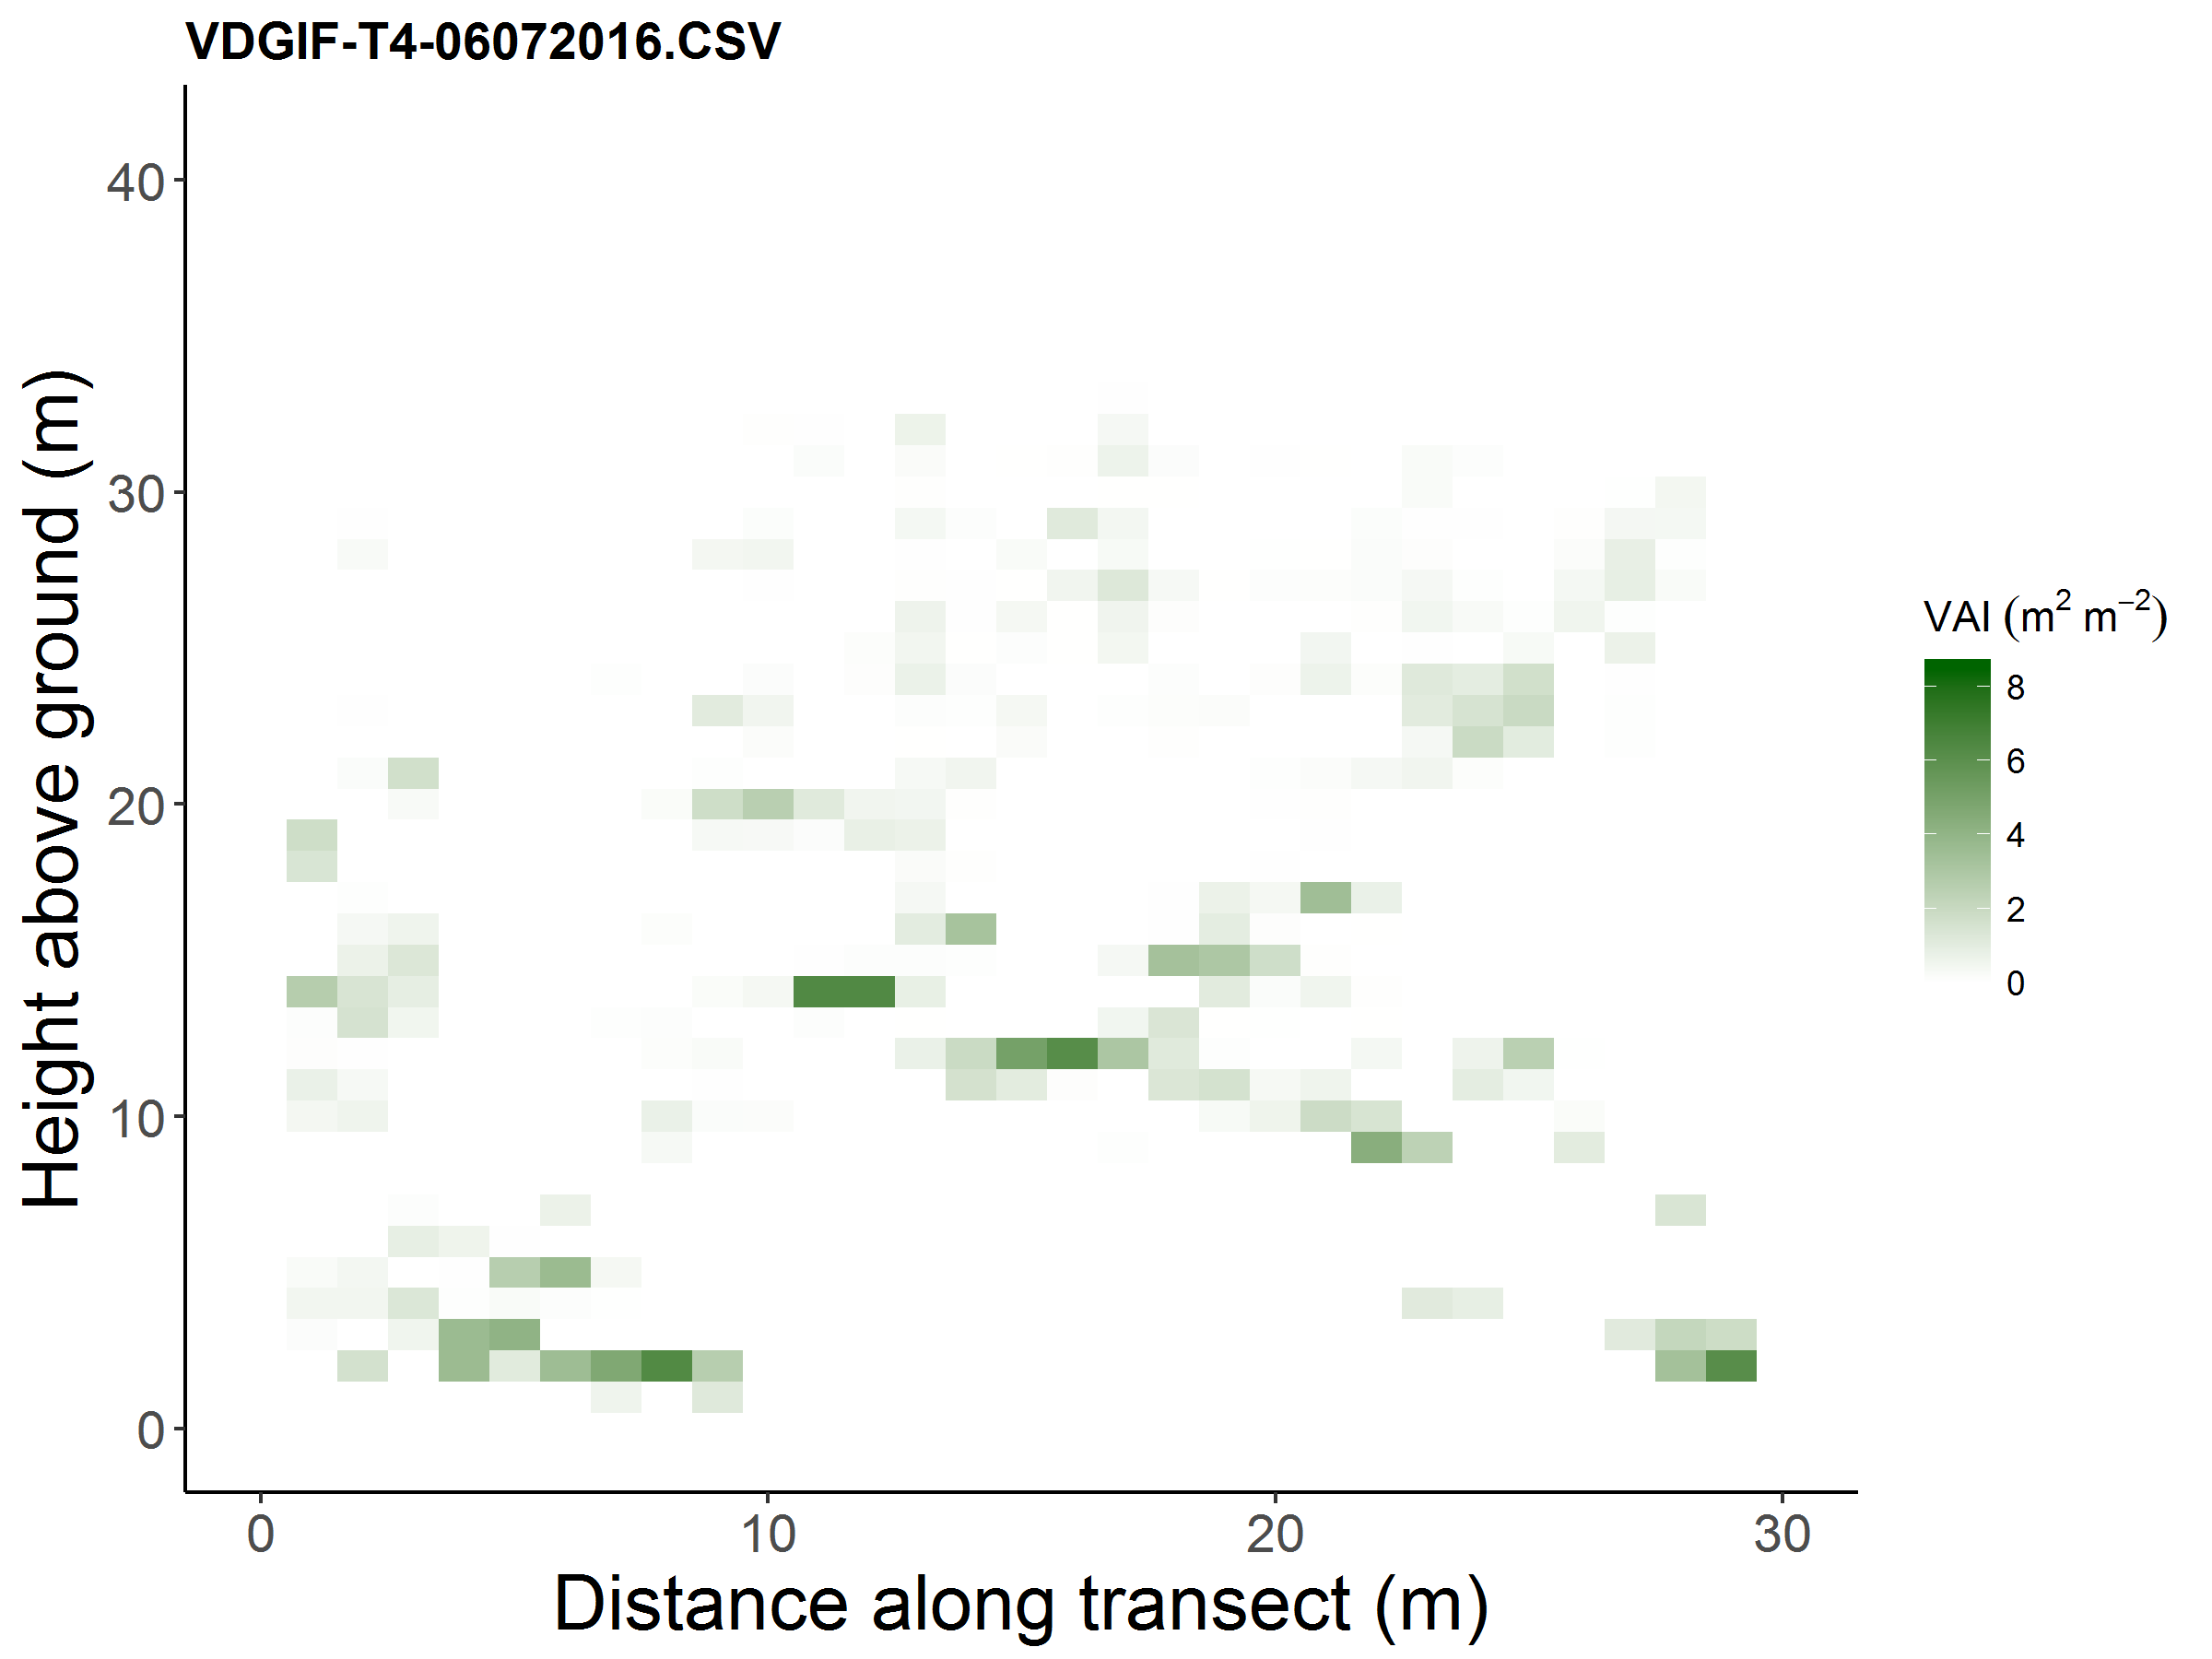 VDGIF-T4-06072016.CSV
Height above ground (m)
40
30
20
10
0
0 10 20 30
Distance along transect (m)
VAI (m² m⁻²)
8
6
4
2
0